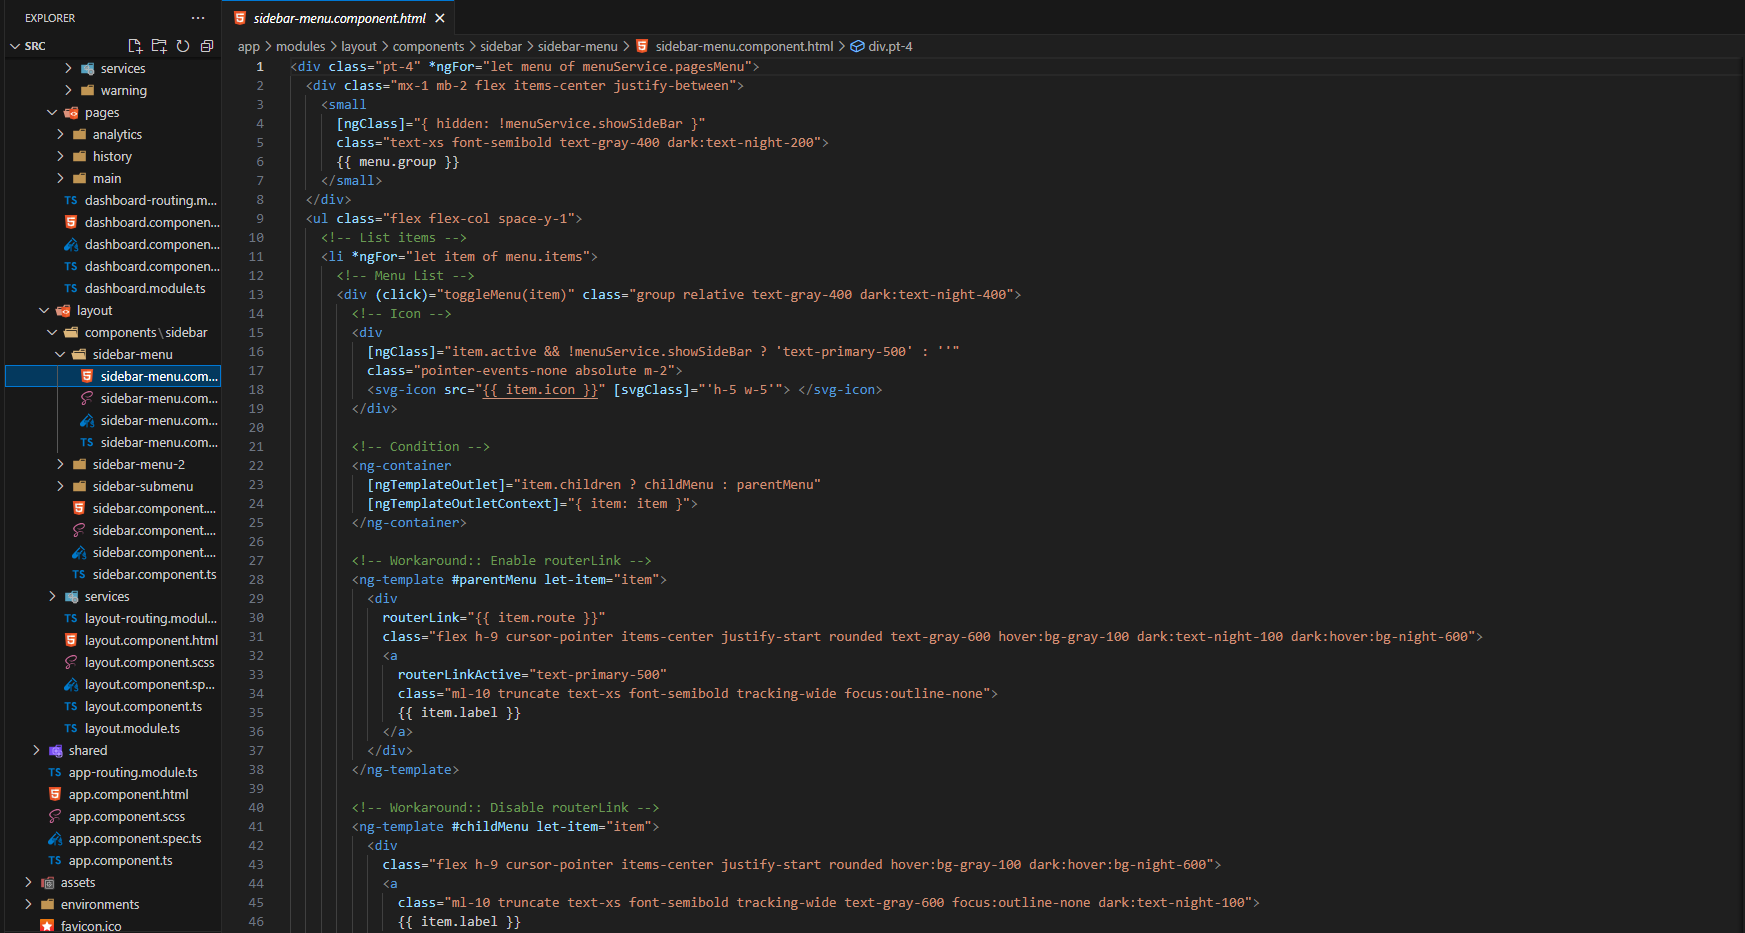 EXPLORER
SRC
services
warning
pages
analytics
history
main
dashboard-routing.m...
dashboard.componen...
dashboard.componen...
dashboard.componen...
dashboard.module.ts
layout
components\sidebar
sidebar-menu
sidebar-menu.com...
sidebar-menu.com...
sidebar-menu.com...
sidebar-menu.com...
sidebar-menu-2
sidebar-submenu
sidebar.component....
sidebar.component....
sidebar.component....
sidebar.component.ts
services
layout-routing.modul...
layout.component.html
layout.component.scss
layout.component.sp...
layout.component.ts
layout.module.ts
shared
app-routing.module.ts
app.component.html
app.component.scss
app.component.spec.ts
app.component.ts
assets
environments
favicon.ico
sidebar-menu.component.html
app > modules > layout > components > sidebar > sidebar-menu > sidebar-menu.component.html > div.pt-4
1 <div class="pt-4" *ngFor="let menu of menuService.pagesMenu">
2 <div class="mx-1 mb-2 flex items-center justify-between">
3 <small
4 [ngClass]="{ hidden: !menuService.showSideBar }"
5 class="text-xs font-semibold text-gray-400 dark:text-night-200">
6 {{ menu.group }}
7 </small>
8 </div>
9 <ul class="flex flex-col space-y-1">
10 <!-- List items -->
11 <li *ngFor="let item of menu.items">
12 <!-- Menu List -->
13 <div (click)="toggleMenu(item)" class="group relative text-gray-400 dark:text-night-400">
14 <!-- Icon -->
15 <div
16 [ngClass]="item.active && !menuService.showSideBar ? 'text-primary-500' : ''"
17 class="pointer-events-none absolute m-2">
18 <svg-icon src="{{ item.icon }}" [svgClass]="'h-5 w-5'"> </svg-icon>
19 </div>
20
21 <!-- Condition -->
22 <ng-container
23 [ngTemplateOutlet]="item.children ? childMenu : parentMenu"
24 [ngTemplateOutletContext]="{ item: item }">
25 </ng-container>
26
27 <!-- Workaround:: Enable routerLink -->
28 <ng-template #parentMenu let-item="item">
29 <div
30 routerLink="{{ item.route }}"
31 class="flex h-9 cursor-pointer items-center justify-start rounded text-gray-600 hover:bg-gray-100 dark:text-night-100 dark:hover:bg-night-600">
32 <a
33 routerLinkActive="text-primary-500"
34 class="ml-10 truncate text-xs font-semibold tracking-wide focus:outline-none">
35 {{ item.label }}
36 </a>
37 </div>
38 </ng-template>
39
40 <!-- Workaround:: Disable routerLink -->
41 <ng-template #childMenu let-item="item">
42 <div
43 class="flex h-9 cursor-pointer items-center justify-start rounded hover:bg-gray-100 dark:hover:bg-night-600">
44 <a
45 class="ml-10 truncate text-xs font-semibold tracking-wide text-gray-600 focus:outline-none dark:text-night-100">
46 {{ item.label }}